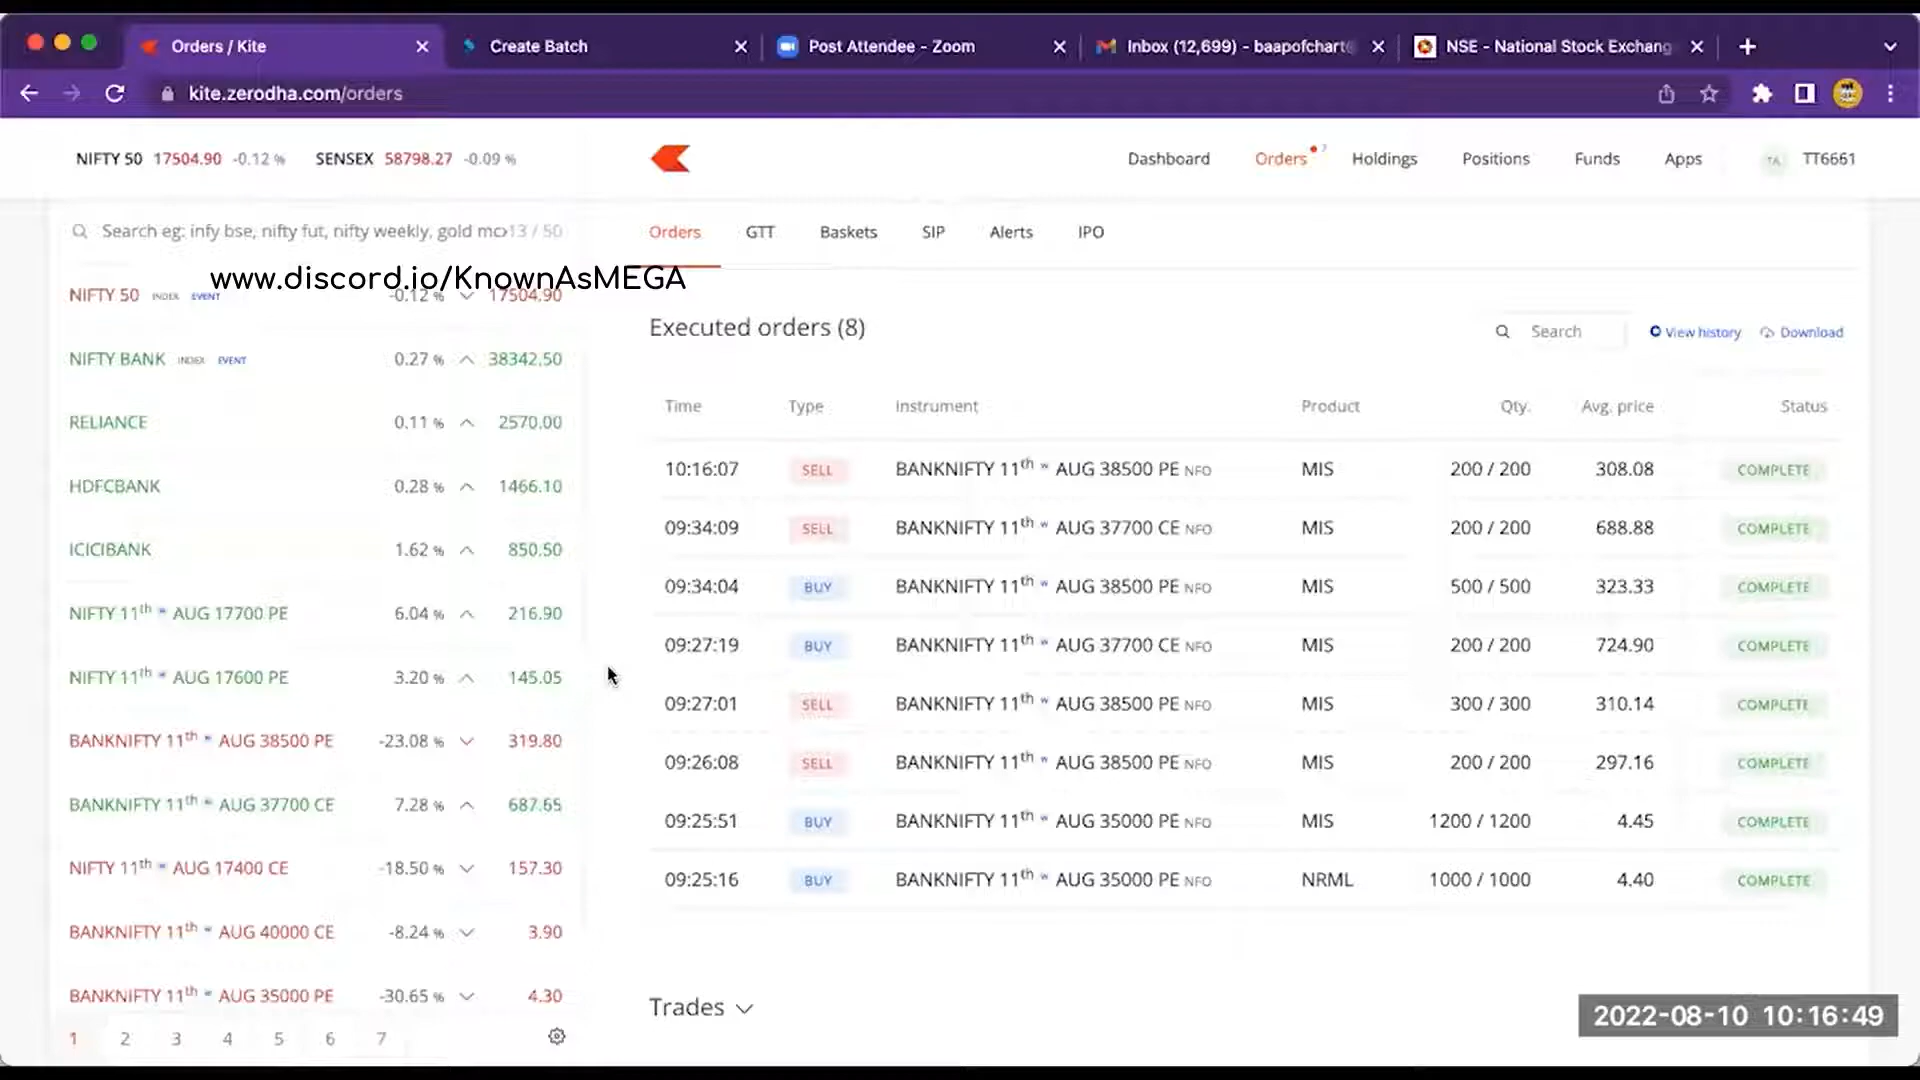 Orders / Kite
Create Batch
Post Attendee - Zoom
Inbox (12,699) - baapofchart
NSE - National Stock Exchang
kite.zerodha.com/orders
NIFTY 50 17504.90 -0.12 % SENSEX 58798.27 -0.09 %
Dashboard Orders 7 Holdings Positions Funds Apps TA TT6661
Search eg: infy bse, nifty fut, nifty weekly, gold mcx 13 / 50
Orders GTT Baskets SIP Alerts IPO
www.discord.io/KnownAsMEGA
NIFTY 50 INDEX EVENT -0.12 % 17504.90
NIFTY BANK INDEX EVENT 0.27 % 38342.50
RELIANCE 0.11 % 2570.00
HDFCBANK 0.28 % 1466.10
ICICIBANK 1.62 % 850.50
NIFTY 11th w AUG 17700 PE 6.04 % 216.90
NIFTY 11th w AUG 17600 PE 3.20 % 145.05
BANKNIFTY 11th w AUG 38500 PE -23.08 % 319.80
BANKNIFTY 11th w AUG 37700 CE 7.28 % 687.65
NIFTY 11th w AUG 17400 CE -18.50 % 157.30
BANKNIFTY 11th w AUG 40000 CE -8.24 % 3.90
BANKNIFTY 11th w AUG 35000 PE -30.65 % 4.30
1 2 3 4 5 6 7
Executed orders (8)
Search View history Download
Time Type Instrument Product Qty. Avg. price Status
10:16:07 SELL BANKNIFTY 11th w AUG 38500 PE NFO MIS 200 / 200 308.08 COMPLETE
09:34:09 SELL BANKNIFTY 11th w AUG 37700 CE NFO MIS 200 / 200 688.88 COMPLETE
09:34:04 BUY BANKNIFTY 11th w AUG 38500 PE NFO MIS 500 / 500 323.33 COMPLETE
09:27:19 BUY BANKNIFTY 11th w AUG 37700 CE NFO MIS 200 / 200 724.90 COMPLETE
09:27:01 SELL BANKNIFTY 11th w AUG 38500 PE NFO MIS 300 / 300 310.14 COMPLETE
09:26:08 SELL BANKNIFTY 11th w AUG 38500 PE NFO MIS 200 / 200 297.16 COMPLETE
09:25:51 BUY BANKNIFTY 11th w AUG 35000 PE NFO MIS 1200 / 1200 4.45 COMPLETE
09:25:16 BUY BANKNIFTY 11th w AUG 35000 PE NFO NRML 1000 / 1000 4.40 COMPLETE
Trades
2022-08-10 10:16:49